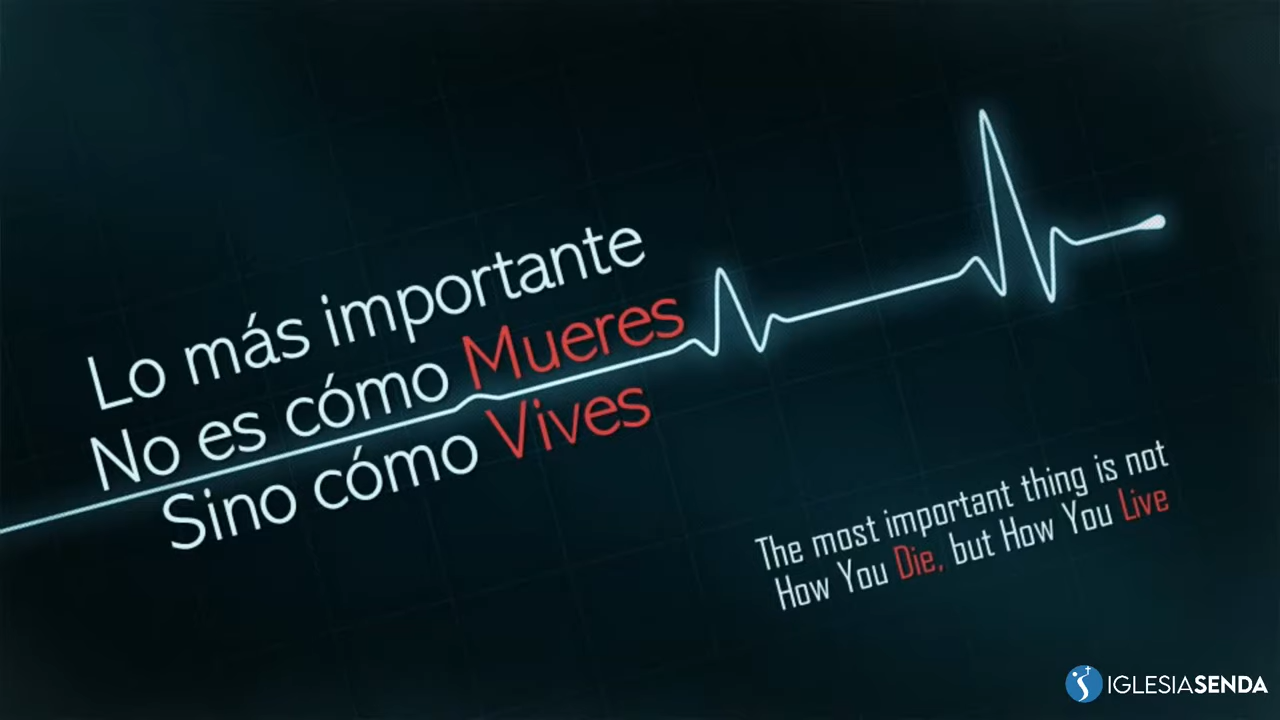 Lo más importante
No es cómo Mueres
Sino cómo Vives
The most important thing is not
How You Die, but How You Live
IGLESIASENDA